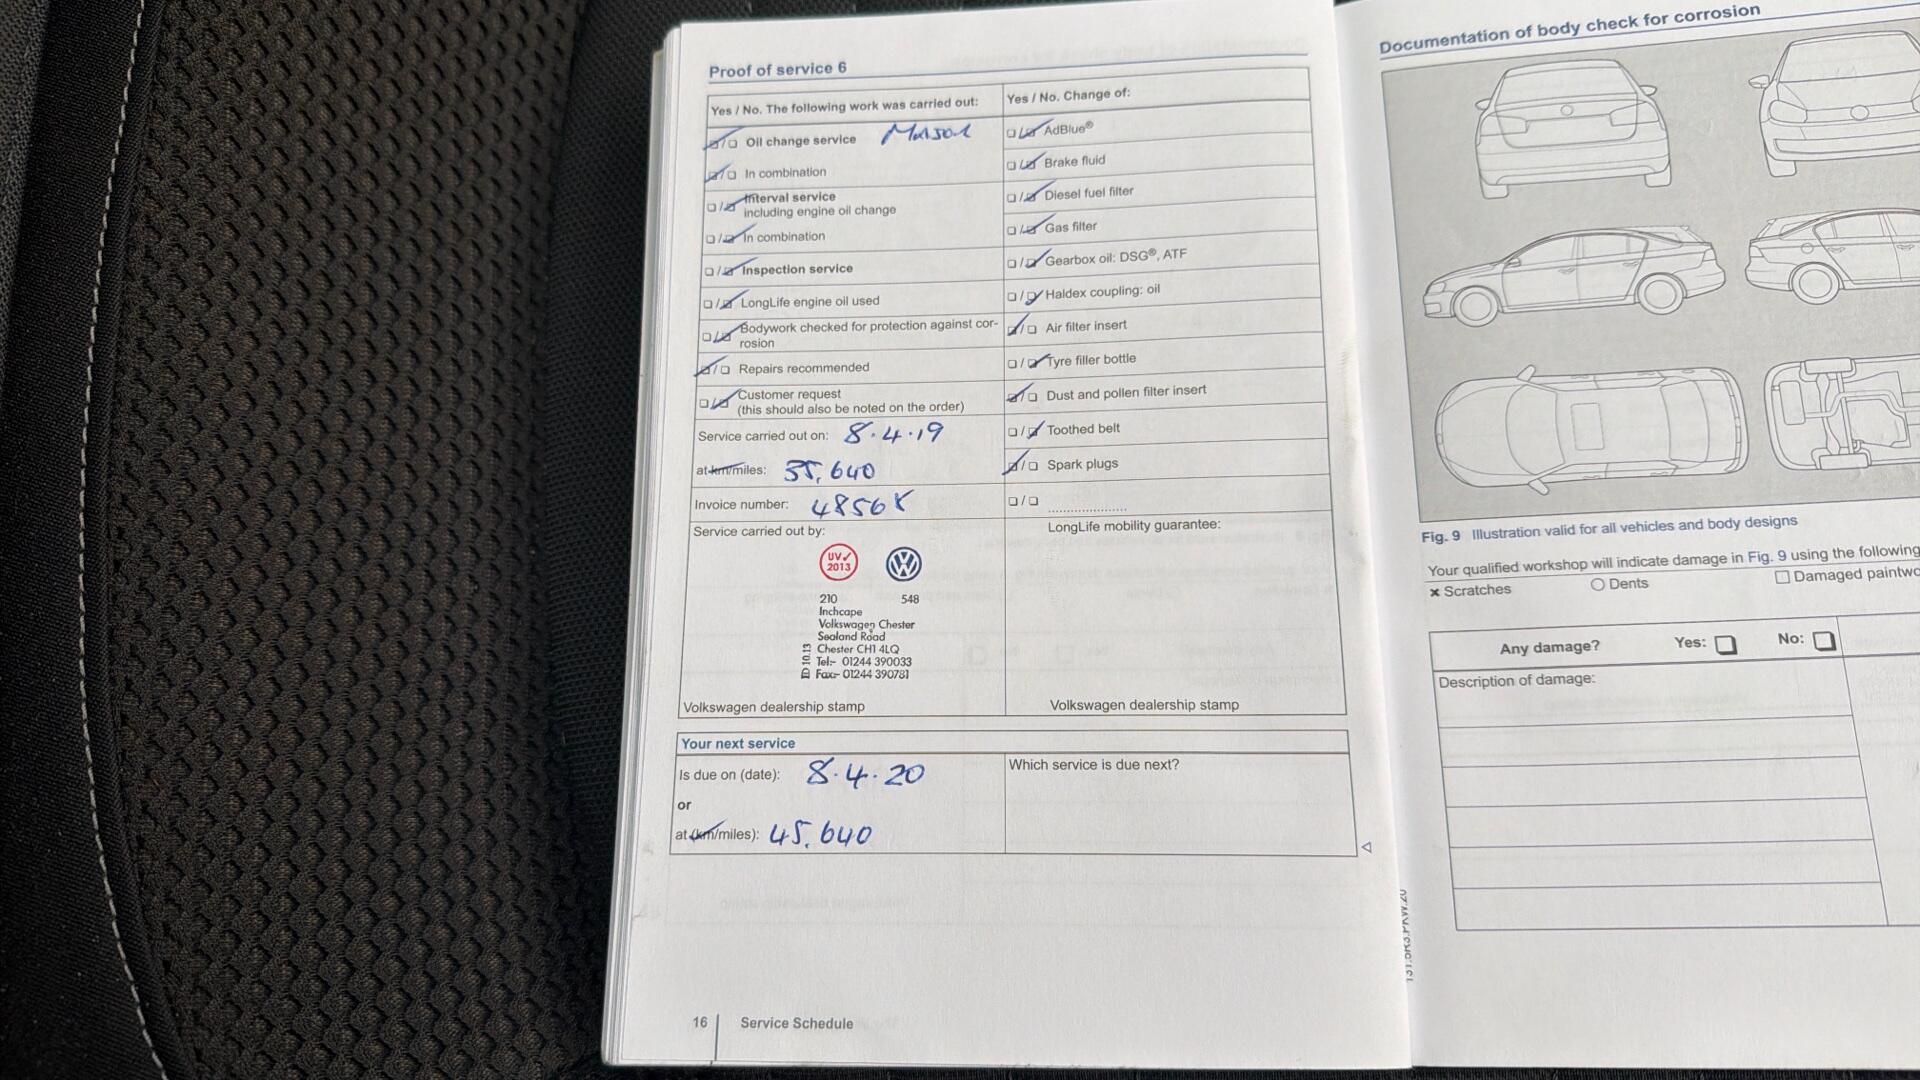 Proof of service 6
Yes / No. The following work was carried out:
Oil change service
In combination
Interval service
including engine oil change
In combination
Inspection service
LongLife engine oil used
Bodywork checked for protection against cor-
rosion
Repairs recommended
Customer request
(this should also be noted on the order)
Service carried out on: 8.4.19
at km/miles: 35,640
Invoice number: 48568
Service carried out by:
UV✓
2013
210 548
Inchcape
Volkswagen Chester
Sealand Road
Chester CH1 4LQ
Tel:- 01244 390033
Fax:- 01244 390781
ED 10.13
Volkswagen dealership stamp
Yes / No. Change of:
AdBlue®
Brake fluid
Diesel fuel filter
Gas filter
Gearbox oil: DSG®, ATF
Haldex coupling: oil
Air filter insert
Tyre filler bottle
Dust and pollen filter insert
Toothed belt
Spark plugs
LongLife mobility guarantee:
Volkswagen dealership stamp
Your next service
Is due on (date): 8.4.20
or
at (km/miles): 45,640
Which service is due next?
16 Service Schedule
Documentation of body check for corrosion
Fig. 9 Illustration valid for all vehicles and body designs
Your qualified workshop will indicate damage in Fig. 9 using the following
Scratches Dents Damaged paintwo
Any damage? Yes: No:
Description of damage: